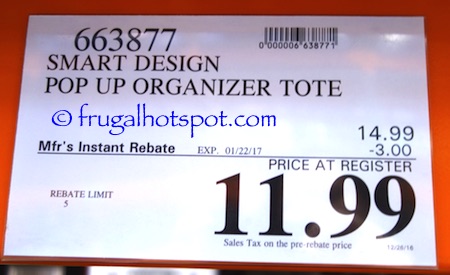 663877
0000006638771
SMART DESIGN
POP UP ORGANIZER TOTE
© frugalhotspot.com
14.99
Mfr's Instant Rebate EXP. 01/22/17 -3.00
PRICE AT REGISTER
REBATE LIMIT
5
11.99
Sales Tax on the pre-rebate price
12/26/16